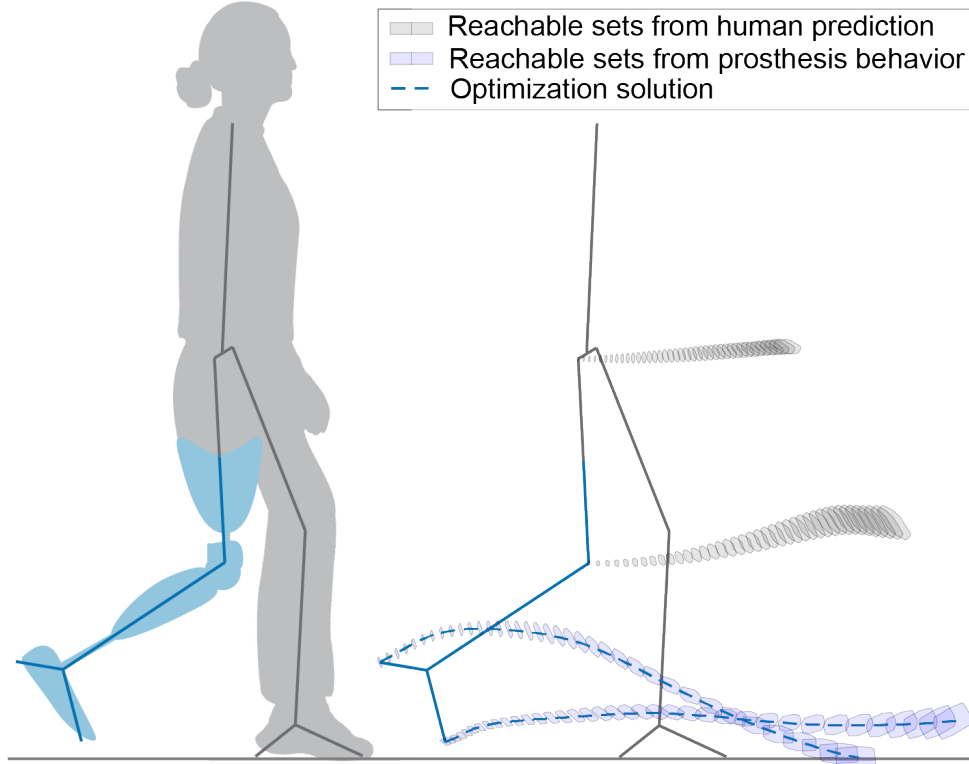 Reachable sets from human prediction
Reachable sets from prosthesis behavior
Optimization solution